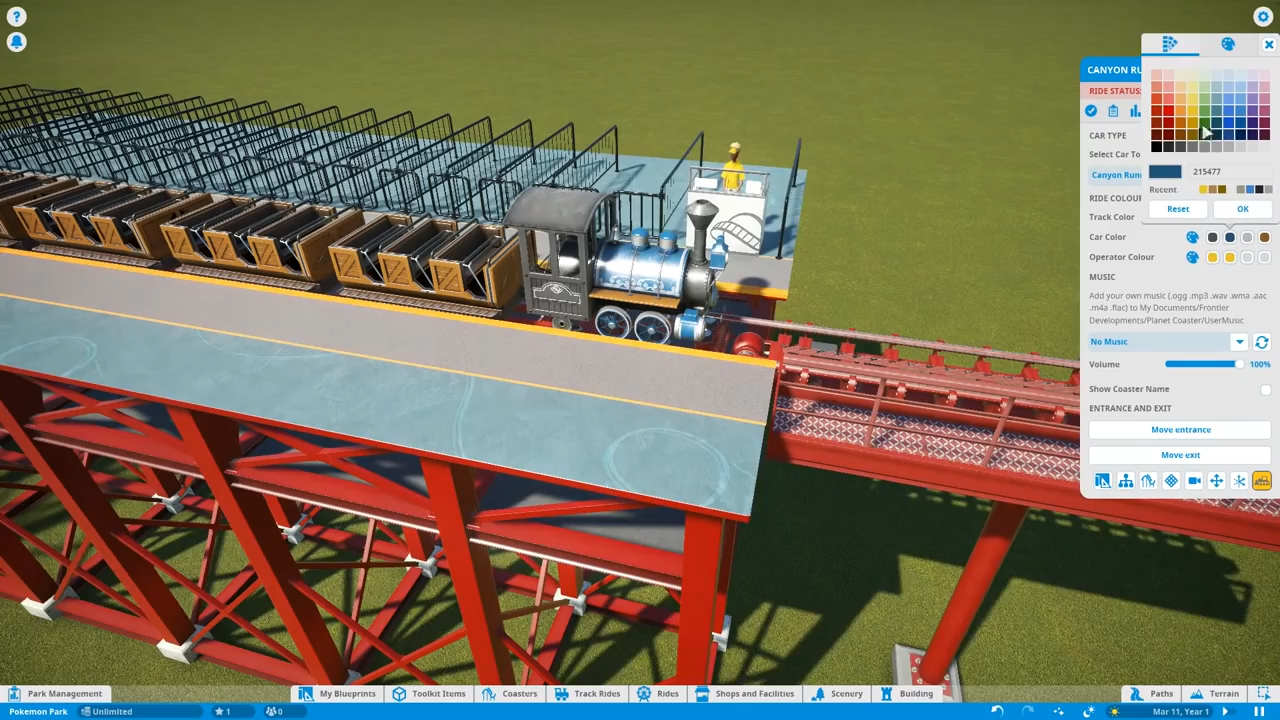 CANYON RU
RIDE STATUS:
CAR TYPE
Select Car To
Canyon Runn
215477
Recent
Reset
OK
RIDE COLOUR
Track Color
Car Color
Operator Colour
MUSIC
Add your own music (.ogg .mp3 .wav .wma .aac
.m4a .flac) to My Documents/Frontier
Developments/Planet Coaster/UserMusic
No Music
Volume
100%
Show Coaster Name
ENTRANCE AND EXIT
Move entrance
Move exit
Park Management
My Blueprints
Toolkit Items
Coasters
Track Rides
Rides
Shops and Facilities
Scenery
Building
Paths
Terrain
Pokemon Park
Unlimited
1
0
Mar 11, Year 1